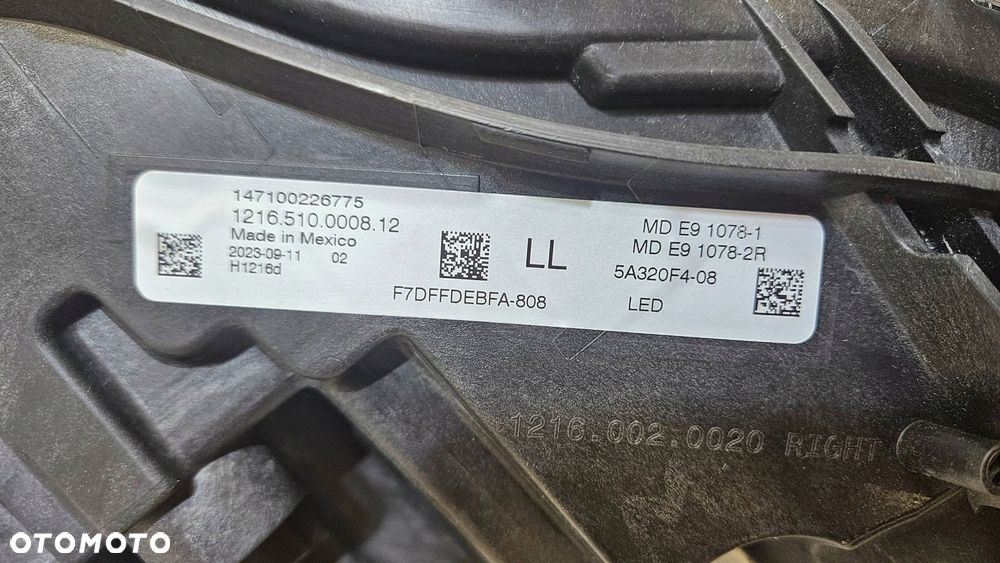 147100226775
1216.510.0008.12
Made in Mexico
2023-09-11 02
H1216d
F7DFFDEBFA-808
LL
MD E9 1078-1
MD E9 1078-2R
5A320F4-08
LED
1216.002.0020 RIGHT
OTOMOTO